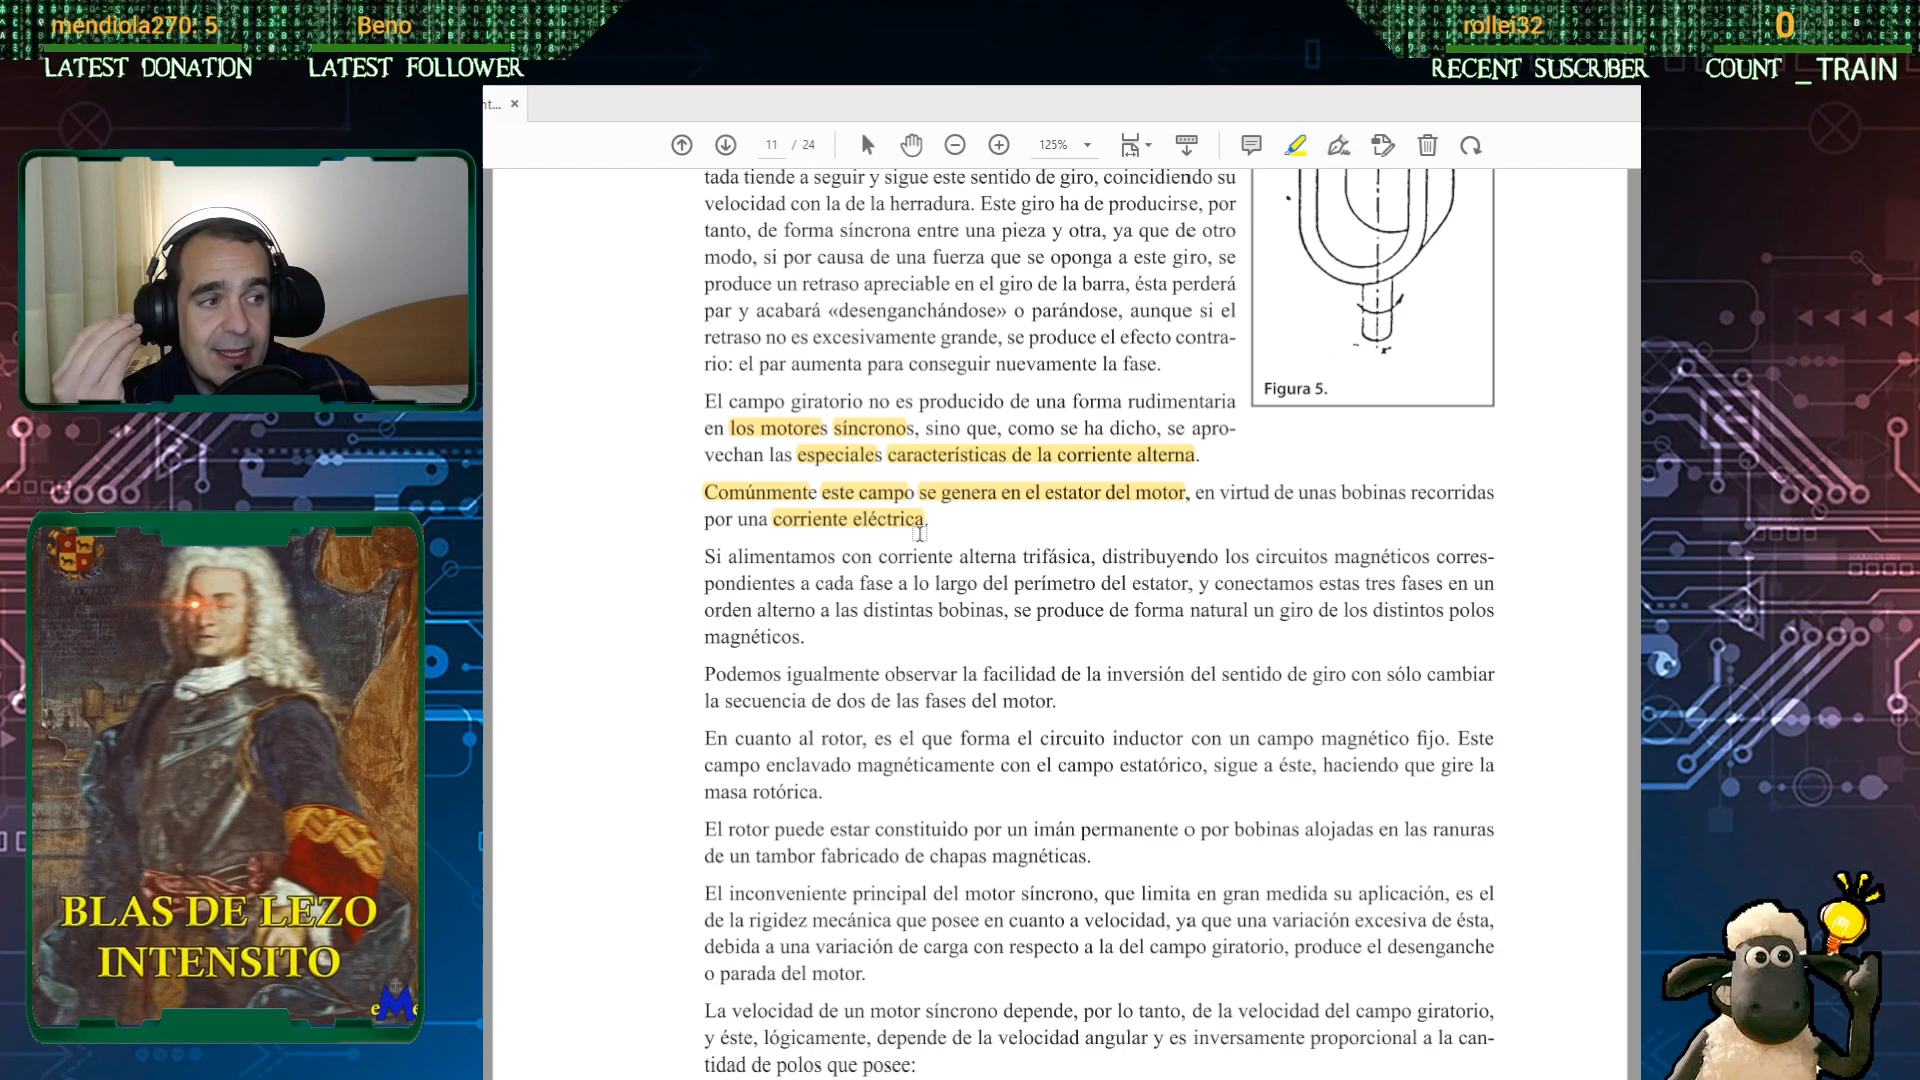 mendiola270: 5
Beno
rollei32
0
LATEST DONATION
LATEST FOLLOWER
RECENT SUSCRIBER
COUNT _TRAIN
nt...
11 / 24
125%
tada tiende a seguir y sigue este sentido de giro, coincidiendo su
velocidad con la de la herradura. Este giro ha de producirse, por
tanto, de forma síncrona entre una pieza y otra, ya que de otro
modo, si por causa de una fuerza que se oponga a este giro, se
produce un retraso apreciable en el giro de la barra, ésta perderá
par y acabará «desenganchándose» o parándose, aunque si el
retraso no es excesivamente grande, se produce el efecto contra-
rio: el par aumenta para conseguir nuevamente la fase.
Figura 5.
El campo giratorio no es producido de una forma rudimentaria
en los motores síncronos, sino que, como se ha dicho, se apro-
vechan las especiales características de la corriente alterna.
Comúnmente este campo se genera en el estator del motor, en virtud de unas bobinas recorridas
por una corriente eléctrica.
Si alimentamos con corriente alterna trifásica, distribuyendo los circuitos magnéticos corres-
pondientes a cada fase a lo largo del perímetro del estator, y conectamos estas tres fases en un
orden alterno a las distintas bobinas, se produce de forma natural un giro de los distintos polos
magnéticos.
Podemos igualmente observar la facilidad de la inversión del sentido de giro con sólo cambiar
la secuencia de dos de las fases del motor.
En cuanto al rotor, es el que forma el circuito inductor con un campo magnético fijo. Este
campo enclavado magnéticamente con el campo estatórico, sigue a éste, haciendo que gire la
masa rotórica.
El rotor puede estar constituido por un imán permanente o por bobinas alojadas en las ranuras
de un tambor fabricado de chapas magnéticas.
El inconveniente principal del motor síncrono, que limita en gran medida su aplicación, es el
de la rigidez mecánica que posee en cuanto a velocidad, ya que una variación excesiva de ésta,
debida a una variación de carga con respecto a la del campo giratorio, produce el desenganche
o parada del motor.
La velocidad de un motor síncrono depende, por lo tanto, de la velocidad del campo giratorio,
y éste, lógicamente, depende de la velocidad angular y es inversamente proporcional a la can-
tidad de polos que posee:
BLAS DE LEZO
INTENSITO